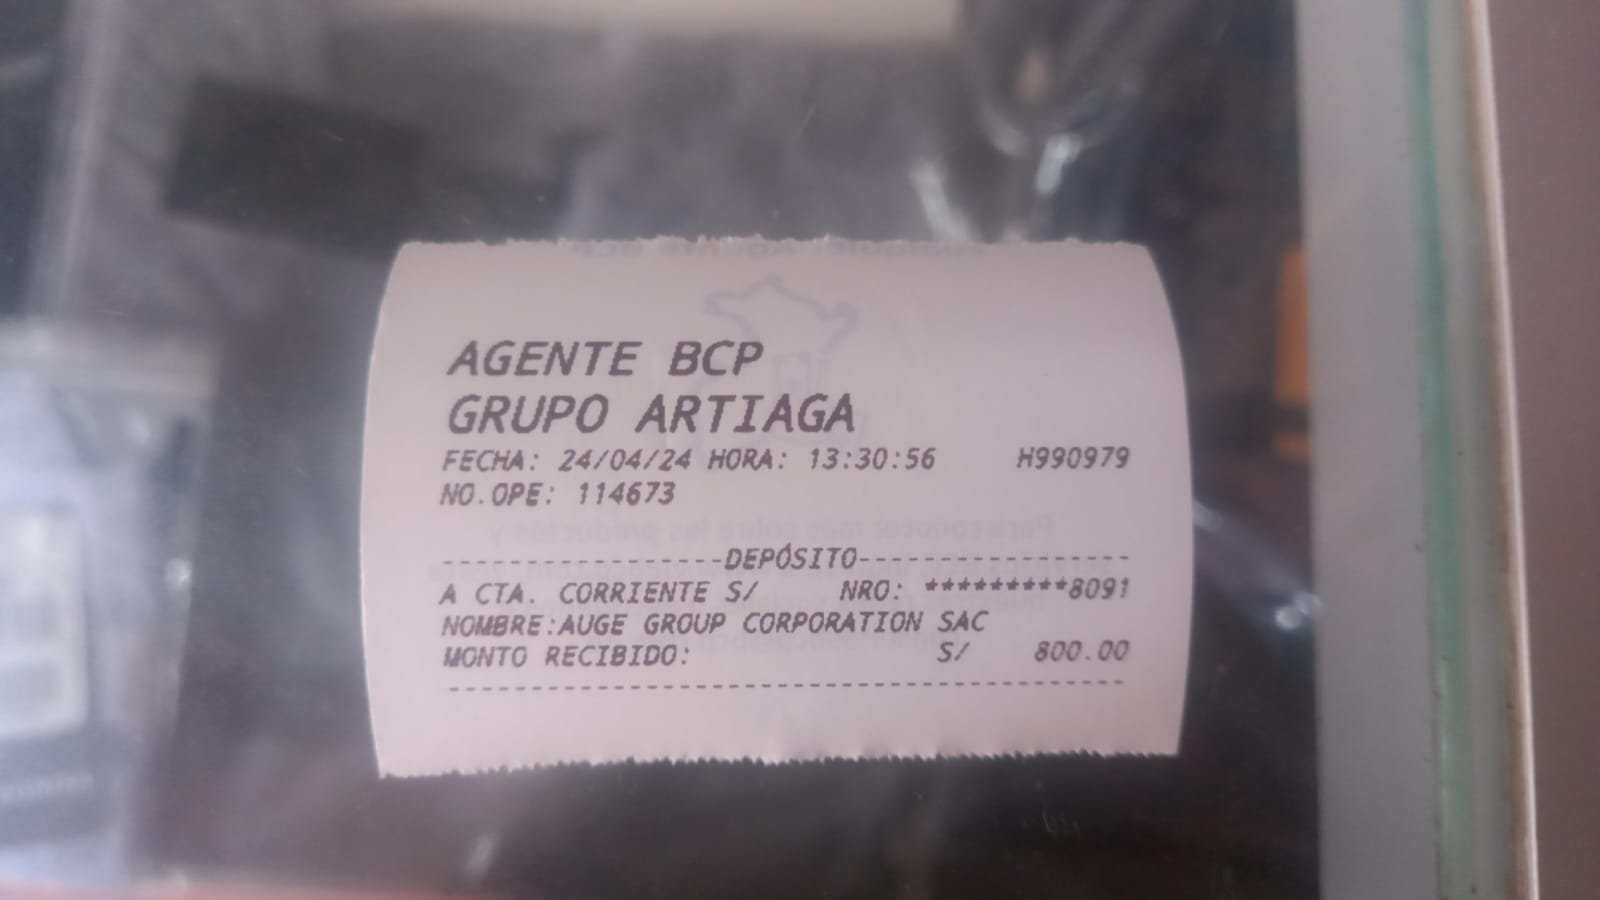 AGENTE BCP
GRUPO ARTIAGA
FECHA: 24/04/24 HORA: 13:30:56 H990979
NO.OPE: 114673
----------------DEPÓSITO----------------
A CTA. CORRIENTE S/ NRO: *********8091
NOMBRE:AUGE GROUP CORPORATION SAC
MONTO RECIBIDO: S/ 800.00
----------------------------------------